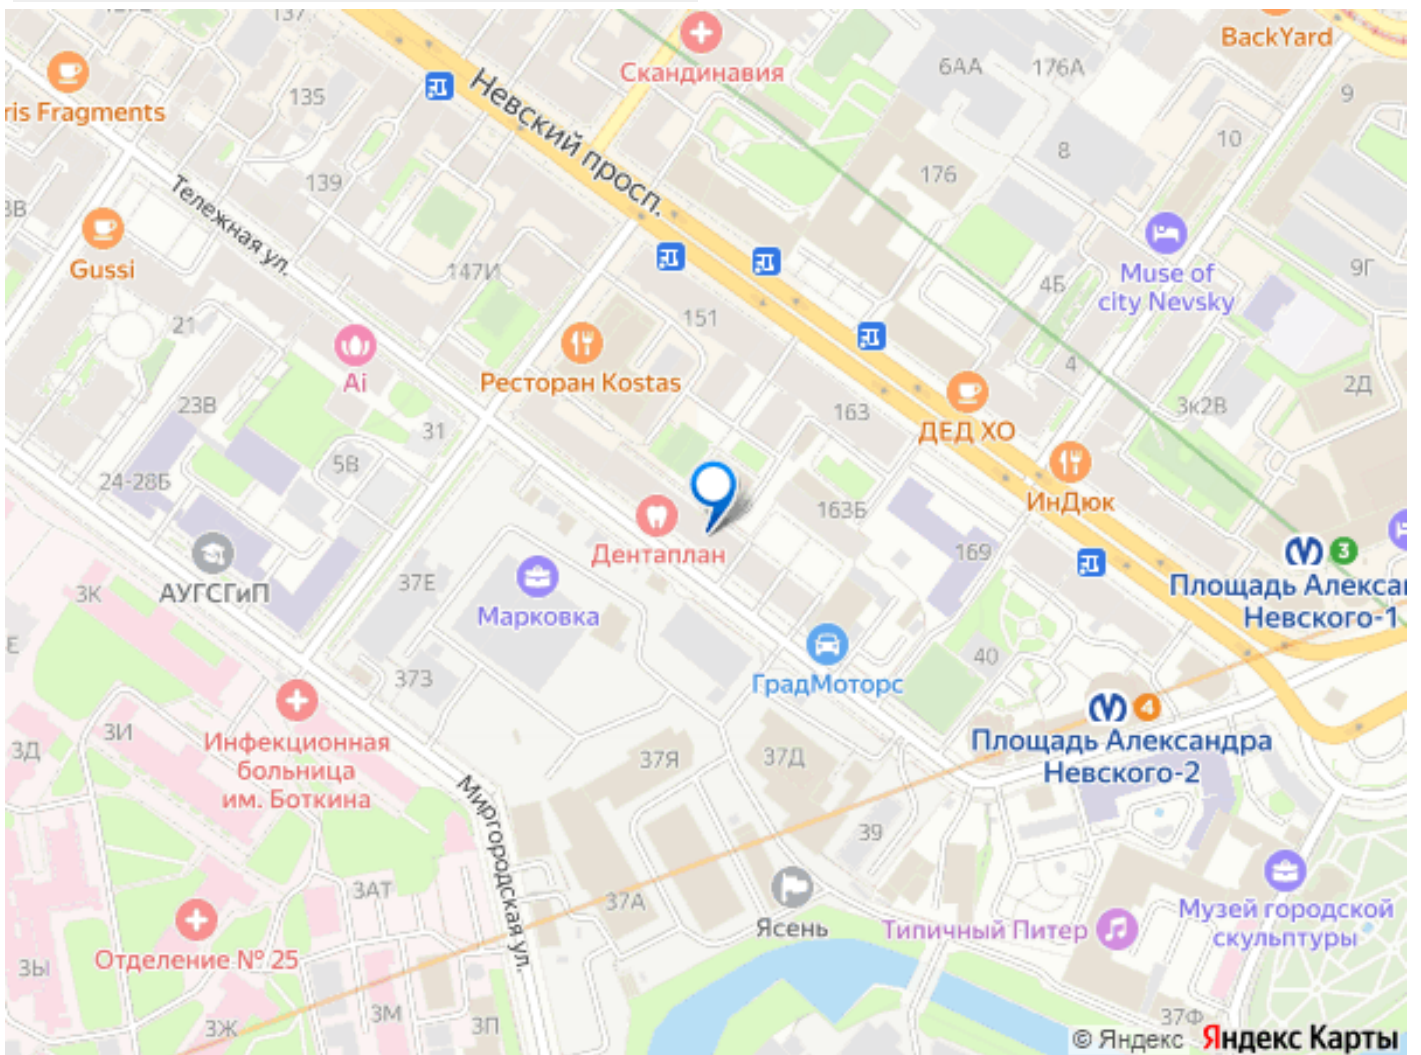 137
Скандинавия
BackYard
6АА
176А
ris Fragments
135
Невский просп.
9
10
8
176
139
Тележная ул.
3В
Gussi
147И
Muse of
city Nevsky
4Б
9Г
21
151
Ai
Ресторан Kostas
4
2Д
23В
31
163
ДЕД ХО
3к2В
5В
24-28Б
163Б
ИнДюк
Дентаплан
169
3
Площадь Алексан
Невского-1
АУГСГиП
37Е
Марковка
3К
Е
373
ГрадМоторс
40
4
Площадь Александра
Невского-2
3И
3Д
Инфекционная
больница
им. Боткина
37Я
37Д
Миргородская ул.
39
3АТ
37А
Ясень
Типичный Питер
Музей городской
скульптуры
Отделение № 25
3Ы
3Ж
3М
3П
37Ф
© Яндекс Яндекс Карты